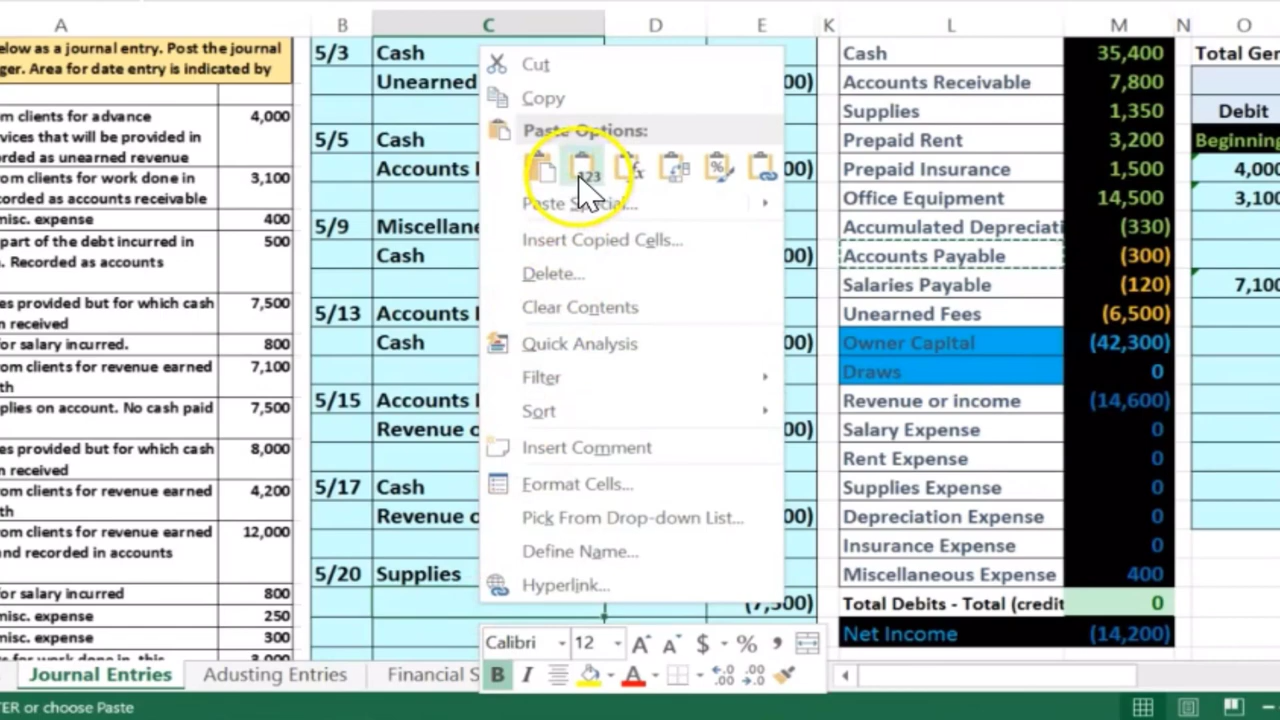 A B C D E K L M N O
elow as a journal entry. Post the journal
ger. Area for date entry is indicated by
om clients for advance 4,000
vices that will be provided in
orded as unearned revenue
om clients for work done in 3,100
orded as accounts receivable
misc. expense 400
part of the debt incurred in 500
h. Recorded as accounts
es provided but for which cash 7,500
n received
for salary incurred. 800
om clients for revenue earned 7,100
th
plies on account. No cash paid 7,500
es provided but for which cash 8,000
n received
om clients for revenue earned 4,200
th
om clients for revenue earned 12,000
and recorded in accounts
for salary incurred 800
misc. expense 250
misc. expense 300
5/3 Cash
Unearned 00)
5/5 Cash
Accounts 00)
5/9 Miscellane
Cash 00)
5/13 Accounts
Cash 00)
5/15 Accounts
Revenue o 00)
5/17 Cash
Revenue o 00)
5/20 Supplies
(7,500)
Cut
Copy
Paste Options:
123
Paste Special...
Insert Copied Cells...
Delete...
Clear Contents
Quick Analysis
Filter
Sort
Insert Comment
Format Cells...
Pick From Drop-down List...
Define Name...
Hyperlink...
Calibri 12 A A $ % ,
B I A
Cash 35,400
Accounts Receivable 7,800
Supplies 1,350
Prepaid Rent 3,200
Prepaid Insurance 1,500
Office Equipment 14,500
Accumulated Depreciati (330)
Accounts Payable (300)
Salaries Payable (120)
Unearned Fees (6,500)
Owner Capital (42,300)
Draws 0
Revenue or income (14,600)
Salary Expense 0
Rent Expense 0
Supplies Expense 0
Depreciation Expense 0
Insurance Expense 0
Miscellaneous Expense 400
Total Debits - Total (credit 0
Net Income (14,200)
Total Ger
Debit
Beginning
4,000
3,100
7,100
Journal Entries Adusting Entries Financial S
TER or choose Paste